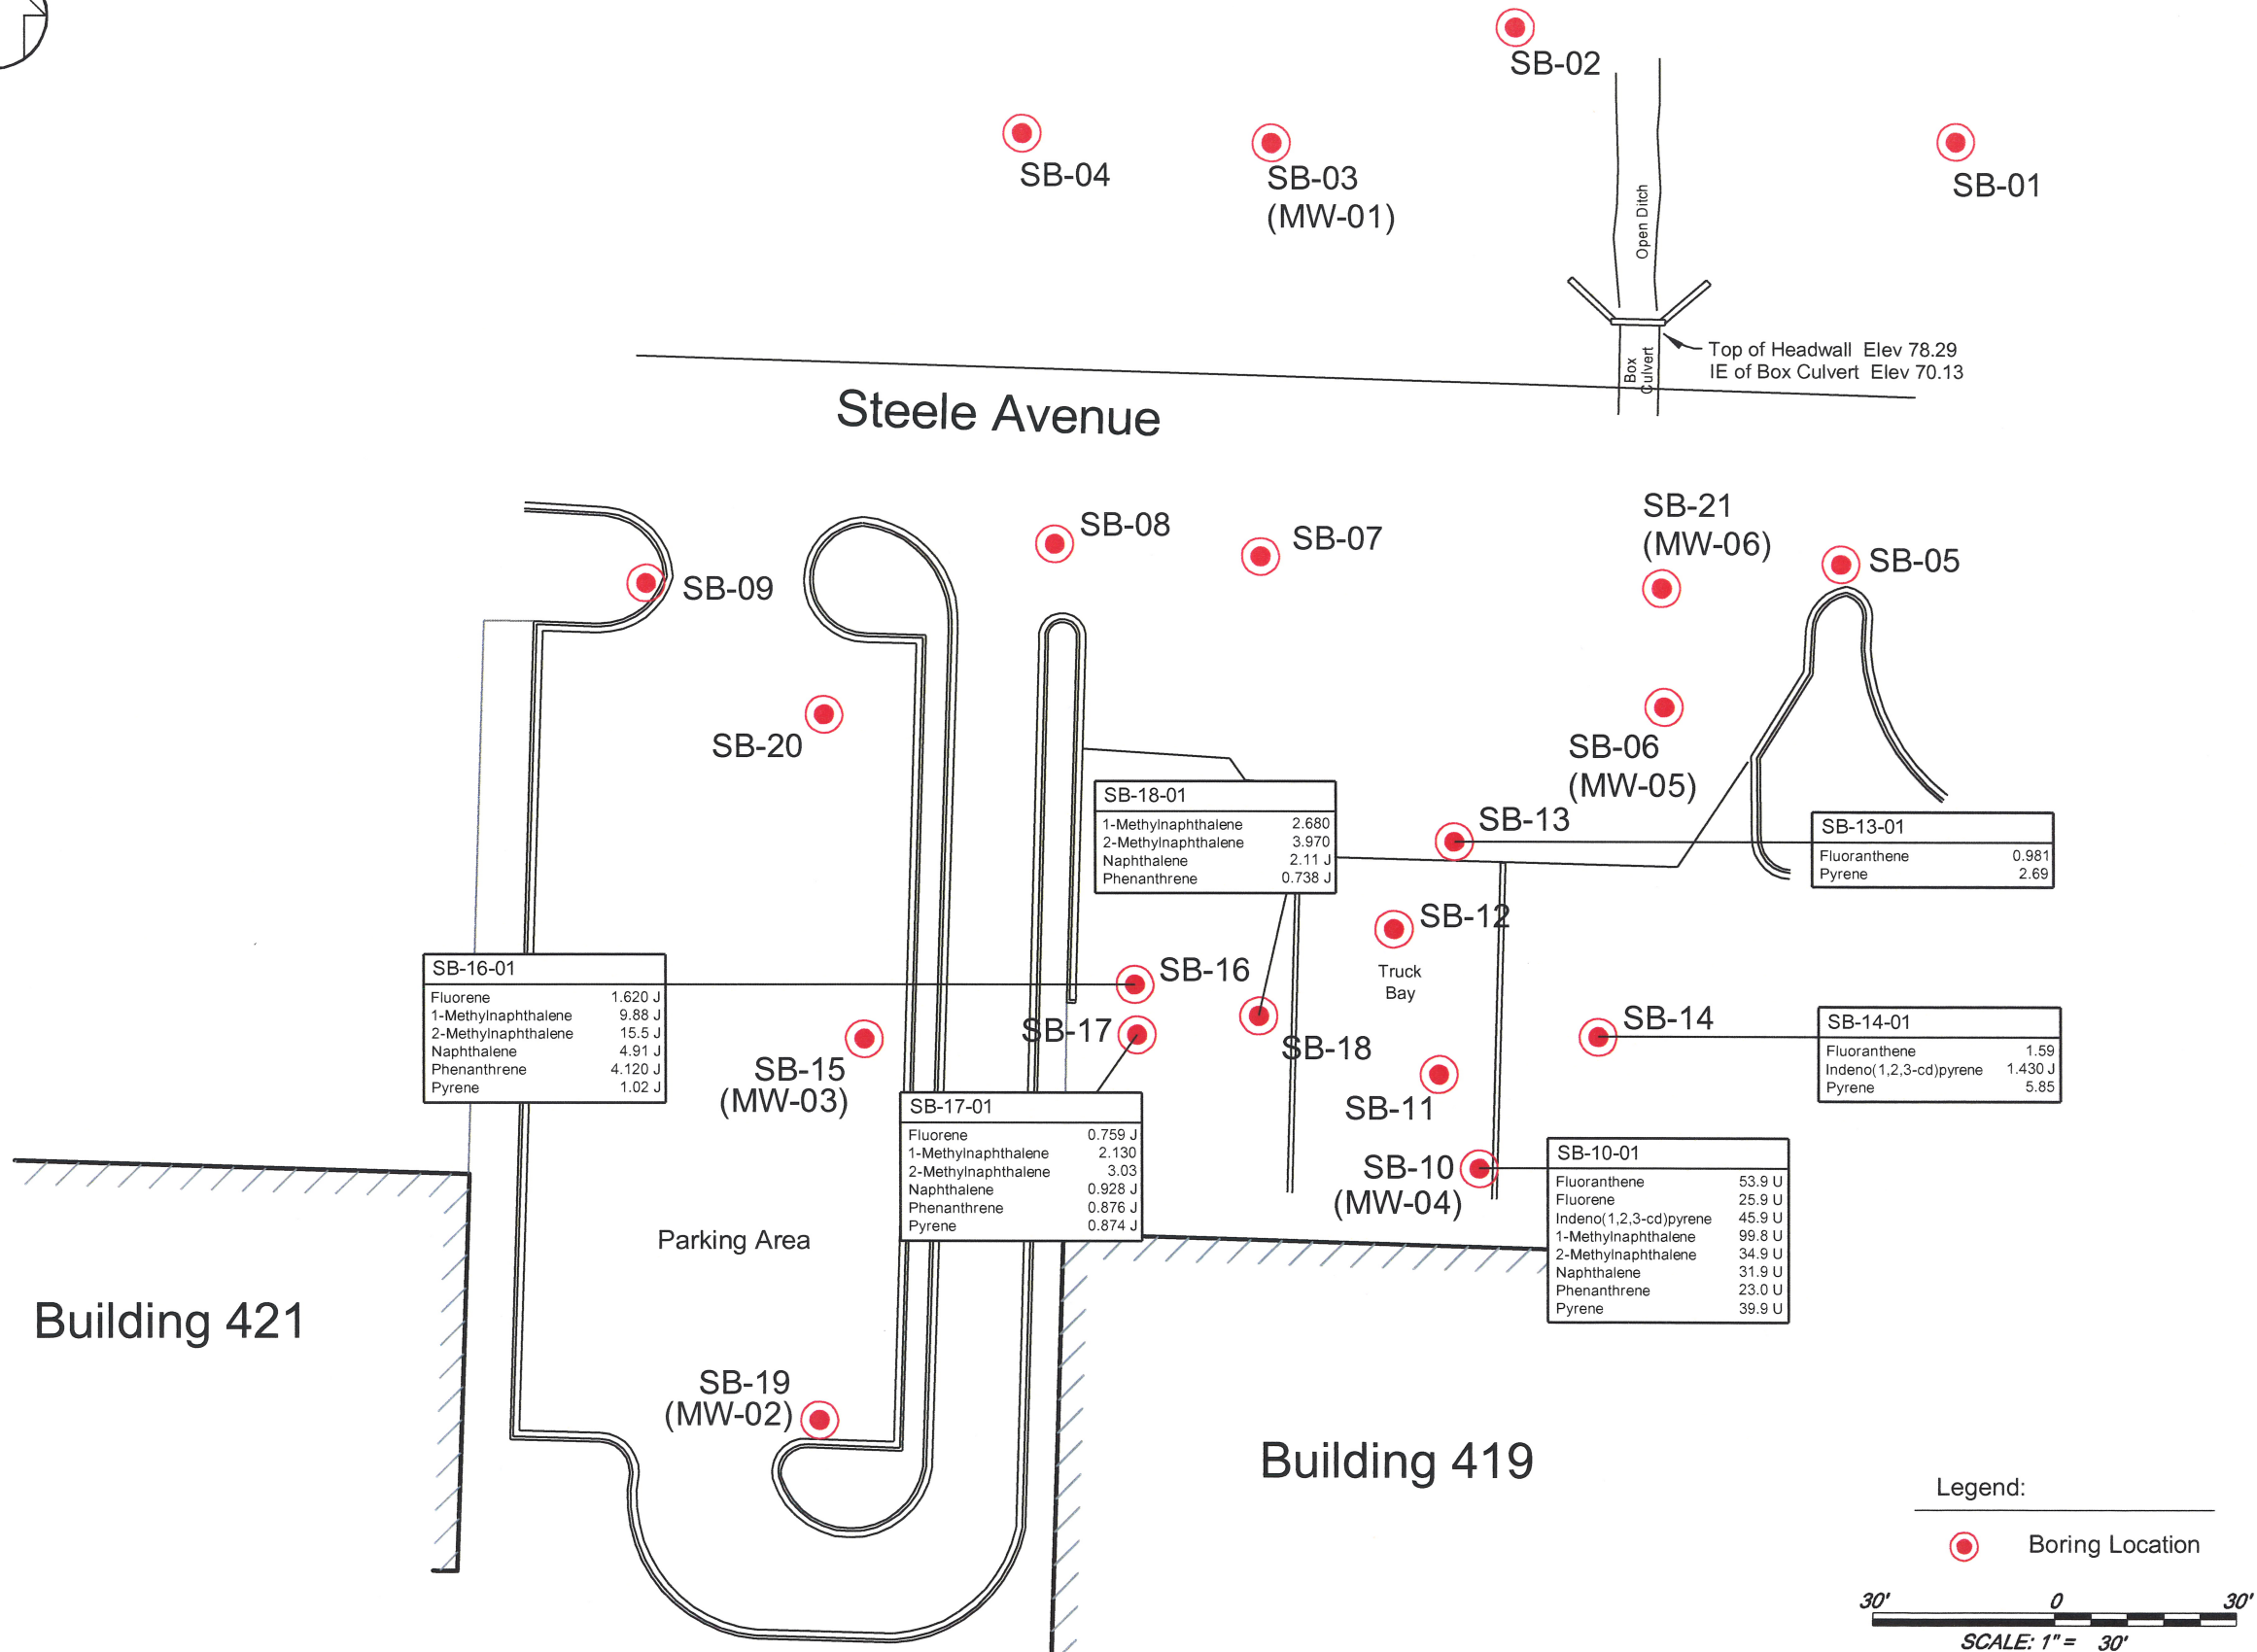 SB-02
SB-04
SB-03
(MW-01)
SB-01
Open Ditch
Box
Culvert
Top of Headwall Elev 78.29
IE of Box Culvert Elev 70.13
Steele Avenue
SB-21
(MW-06)
SB-08
SB-07
SB-05
SB-09
SB-20
SB-06
(MW-05)
SB-18-01
1-Methylnaphthalene 2.680
2-Methylnaphthalene 3.970
Naphthalene 2.11 J
Phenanthrene 0.738 J
SB-13
SB-13-01
Fluoranthene 0.981
Pyrene 2.69
SB-12
Truck
Bay
SB-16-01
Fluorene 1.620 J
1-Methylnaphthalene 9.88 J
2-Methylnaphthalene 15.5 J
Naphthalene 4.91 J
Phenanthrene 4.120 J
Pyrene 1.02 J
SB-16
SB-17
SB-18
SB-14
SB-14-01
Fluoranthene 1.59
Indeno(1,2,3-cd)pyrene 1.430 J
Pyrene 5.85
SB-15
(MW-03)
SB-11
SB-17-01
Fluorene 0.759 J
1-Methylnaphthalene 2.130
2-Methylnaphthalene 3.03
Naphthalene 0.928 J
Phenanthrene 0.876 J
Pyrene 0.874 J
SB-10
(MW-04)
SB-10-01
Fluoranthene 53.9 U
Fluorene 25.9 U
Indeno(1,2,3-cd)pyrene 45.9 U
1-Methylnaphthalene 99.8 U
2-Methylnaphthalene 34.9 U
Naphthalene 31.9 U
Phenanthrene 23.0 U
Pyrene 39.9 U
Parking Area
Building 421
SB-19
(MW-02)
Building 419
Legend:
Boring Location
30' 0 30'
SCALE: 1" = 30'